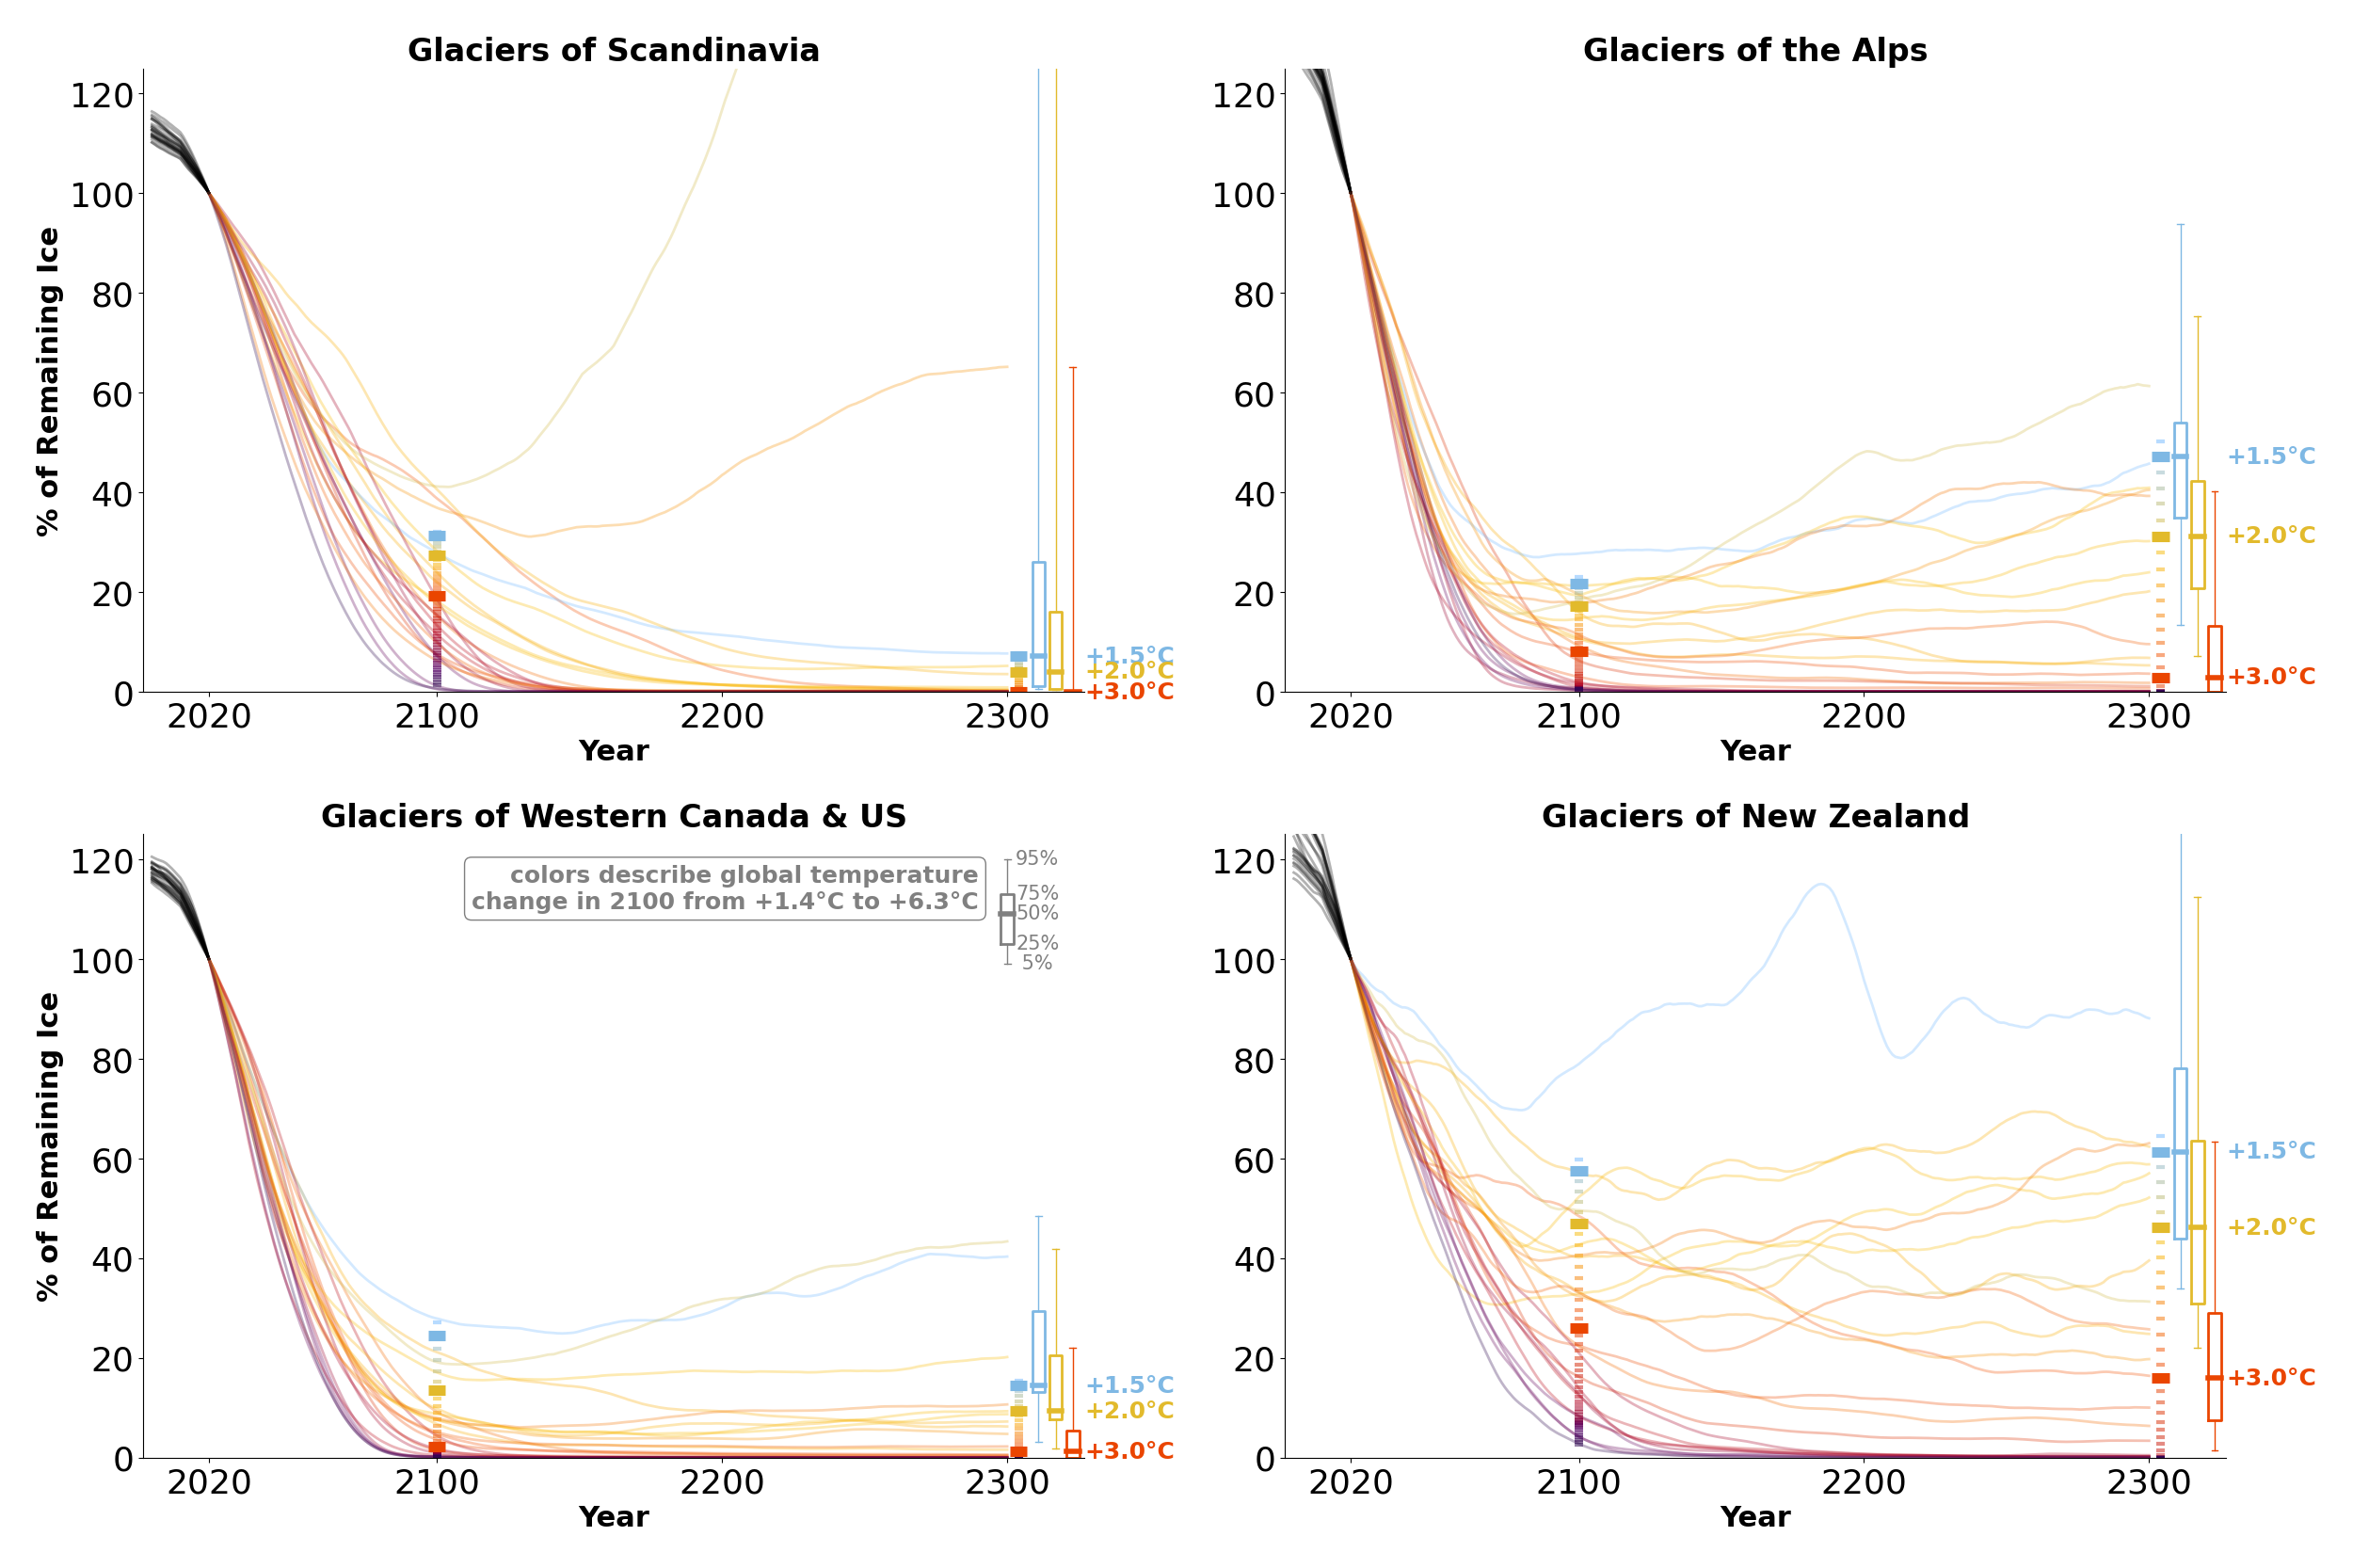 Glaciers of Scandinavia
120
100
80
60
40
20
0
% of Remaining Ice
2020 2100 2200 2300
Year
+1.5°C
+2.0°C
+3.0°C
Glaciers of the Alps
120
100
80
60
40
20
0
2020 2100 2200 2300
Year
+1.5°C
+2.0°C
+3.0°C
Glaciers of Western Canada & US
120
100
80
60
40
20
0
% of Remaining Ice
colors describe global temperature
change in 2100 from +1.4°C to +6.3°C
95%
75%
50%
25%
5%
2020 2100 2200 2300
Year
+1.5°C
+2.0°C
+3.0°C
Glaciers of New Zealand
120
100
80
60
40
20
0
2020 2100 2200 2300
Year
+1.5°C
+2.0°C
+3.0°C